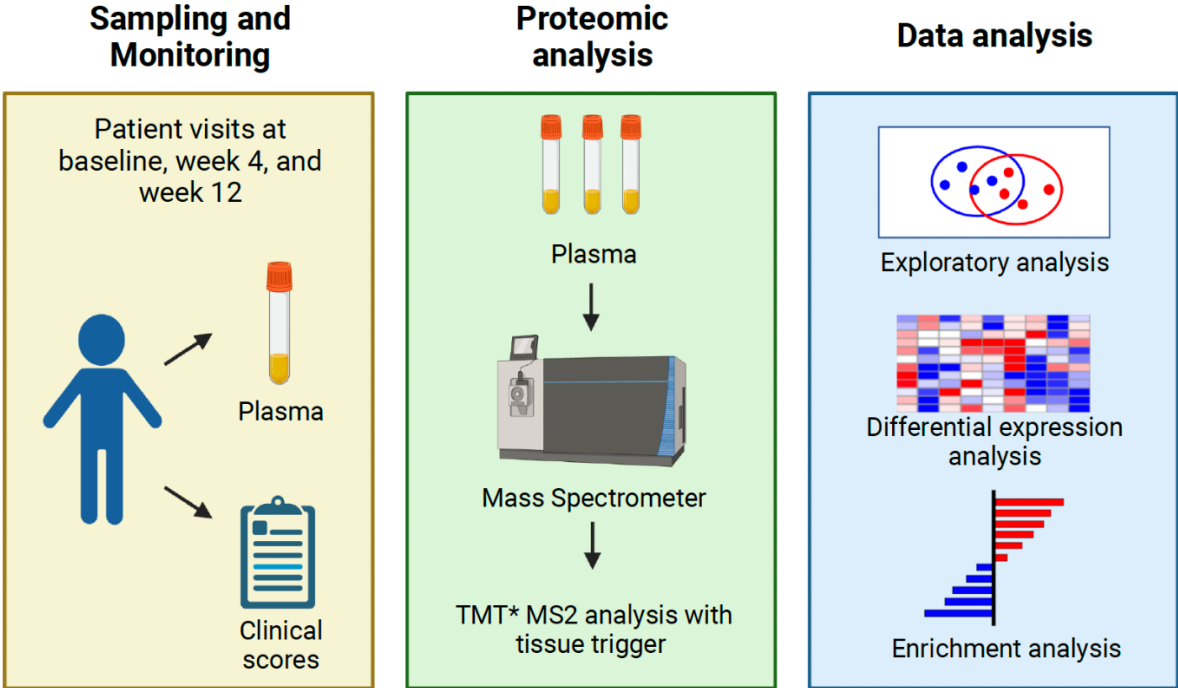 Sampling and
Monitoring
Patient visits at
baseline, week 4, and
week 12
Plasma
Clinical
scores
Proteomic
analysis
Plasma
Mass Spectrometer
TMT* MS2 analysis with
tissue trigger
Data analysis
Exploratory analysis
Differential expression
analysis
Enrichment analysis